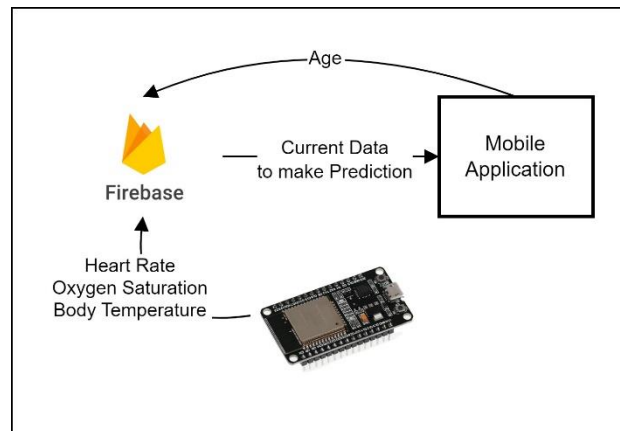 Age
Current Data
to make Prediction
Mobile
Application
Firebase
Heart Rate
Oxygen Saturation
Body Temperature